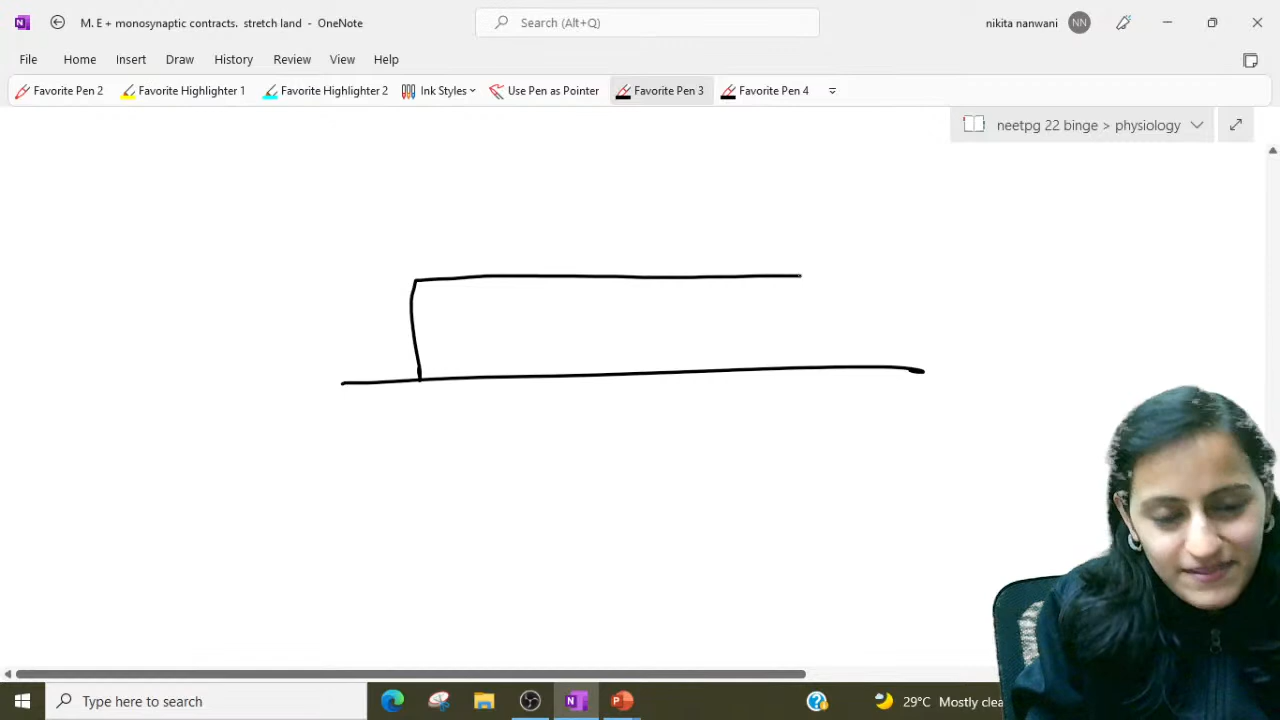 M. E + monosynaptic contracts.  stretch land  -  OneNote
Search (Alt+Q)
nikita nanwani
NN
File Home Insert Draw History Review View Help
Favorite Pen 2 Favorite Highlighter 1 Favorite Highlighter 2 Ink Styles Use Pen as Pointer Favorite Pen 3 Favorite Pen 4
neetpg 22 binge > physiology
Type here to search
29°C Mostly clea